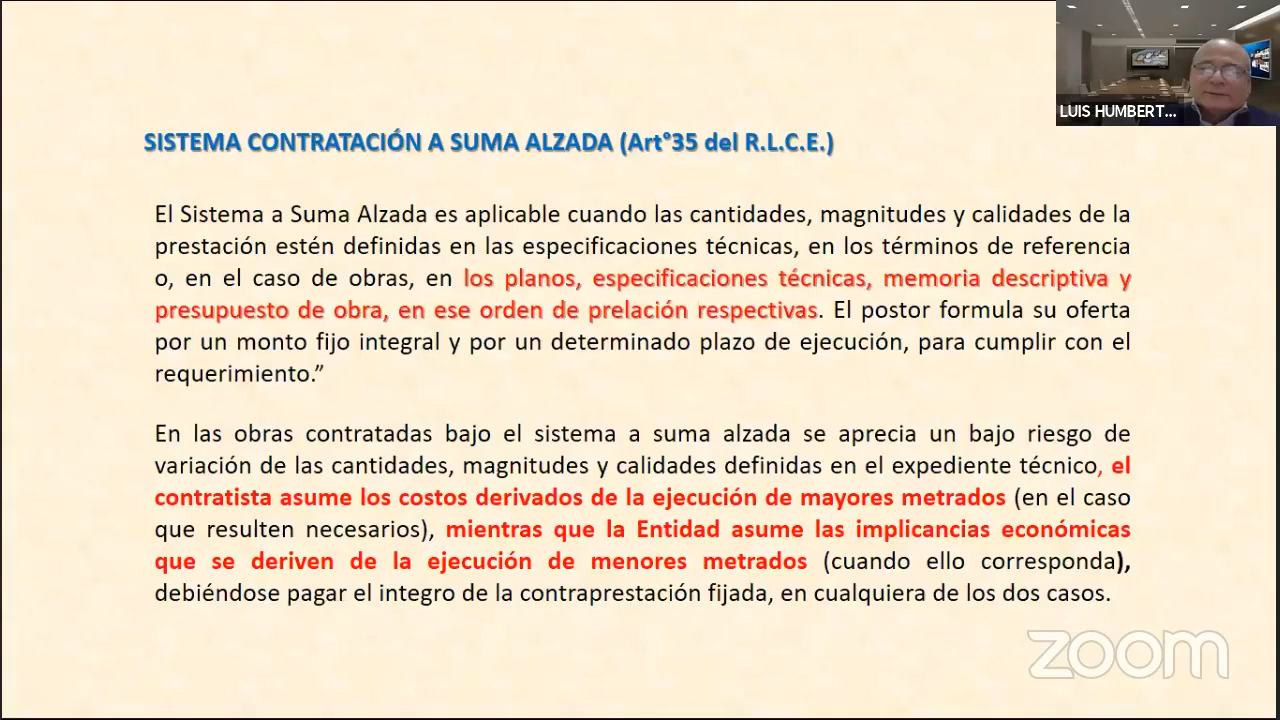 LUIS HUMBERT...
SISTEMA CONTRATACIÓN A SUMA ALZADA (Art°35 del R.L.C.E.)
El Sistema a Suma Alzada es aplicable cuando las cantidades, magnitudes y calidades de la
prestación estén definidas en las especificaciones técnicas, en los términos de referencia
o, en el caso de obras, en los planos, especificaciones técnicas, memoria descriptiva y
presupuesto de obra, en ese orden de prelación respectivas. El postor formula su oferta
por un monto fijo integral y por un determinado plazo de ejecución, para cumplir con el
requerimiento.”
En las obras contratadas bajo el sistema a suma alzada se aprecia un bajo riesgo de
variación de las cantidades, magnitudes y calidades definidas en el expediente técnico, el
contratista asume los costos derivados de la ejecución de mayores metrados (en el caso
que resulten necesarios), mientras que la Entidad asume las implicancias económicas
que se deriven de la ejecución de menores metrados (cuando ello corresponda),
debiéndose pagar el integro de la contraprestación fijada, en cualquiera de los dos casos.
zoom